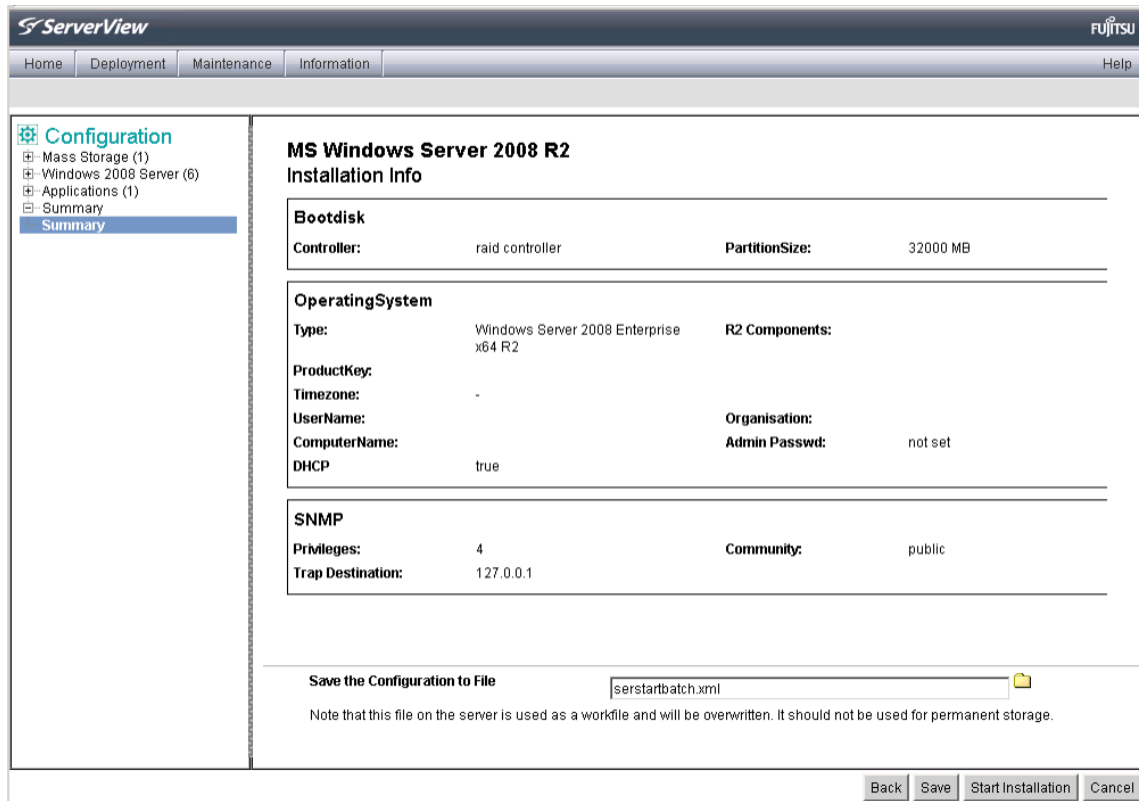 ServerView
FUJITSU
Home Deployment Maintenance Information Help
Configuration
Mass Storage (1)
Windows 2008 Server (6)
Applications (1)
Summary
Summary
MS Windows Server 2008 R2
Installation Info
Bootdisk
Controller: raid controller PartitionSize: 32000 MB
OperatingSystem
Type: Windows Server 2008 Enterprise x64 R2 R2 Components:
ProductKey:
Timezone: -
UserName: Organisation:
ComputerName: Admin Passwd: not set
DHCP true
SNMP
Privileges: 4 Community: public
Trap Destination: 127.0.0.1
Save the Configuration to File serstartbatch.xml
Note that this file on the server is used as a workfile and will be overwritten. It should not be used for permanent storage.
Back Save Start Installation Cancel